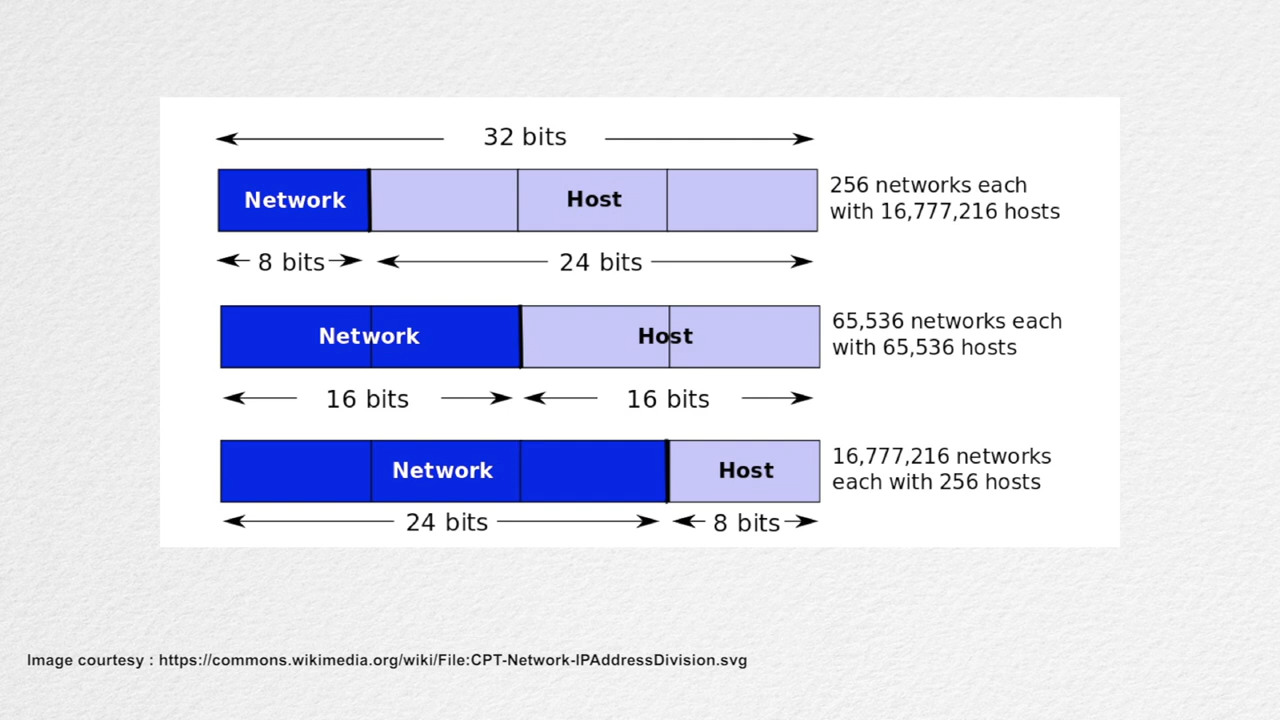 32 bits
Network
Host
256 networks each
with 16,777,216 hosts
8 bits
24 bits
Network
Host
65,536 networks each
with 65,536 hosts
16 bits
16 bits
Network
Host
16,777,216 networks
each with 256 hosts
24 bits
8 bits
Image courtesy : https://commons.wikimedia.org/wiki/File:CPT-Network-IPAddressDivision.svg